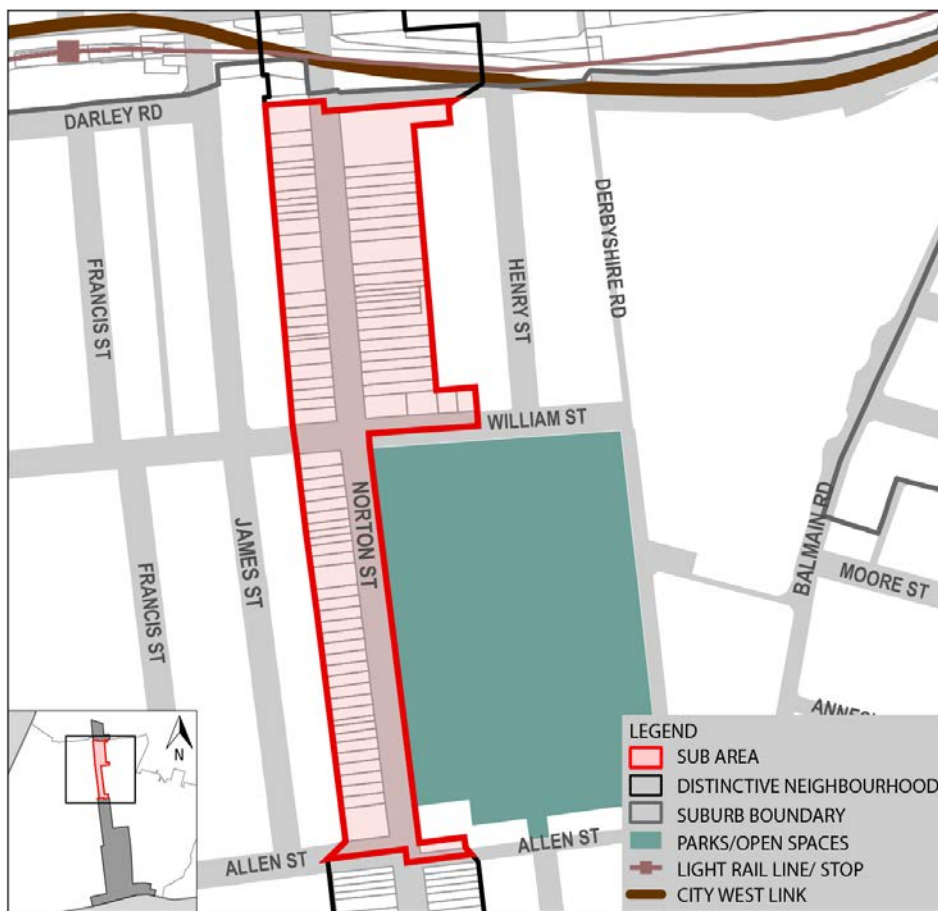 DARLEY RD
FRANCIS ST
HENRY ST
DERBYSHIRE RD
WILLIAM ST
NORTON ST
JAMES ST
FRANCIS ST
BALMAIN RD
MOORE ST
ALLEN ST
ALLEN ST
N
LEGEND
SUB AREA
DISTINCTIVE NEIGHBOURHOOD
SUBURB BOUNDARY
PARKS/OPEN SPACES
LIGHT RAIL LINE/ STOP
CITY WEST LINK